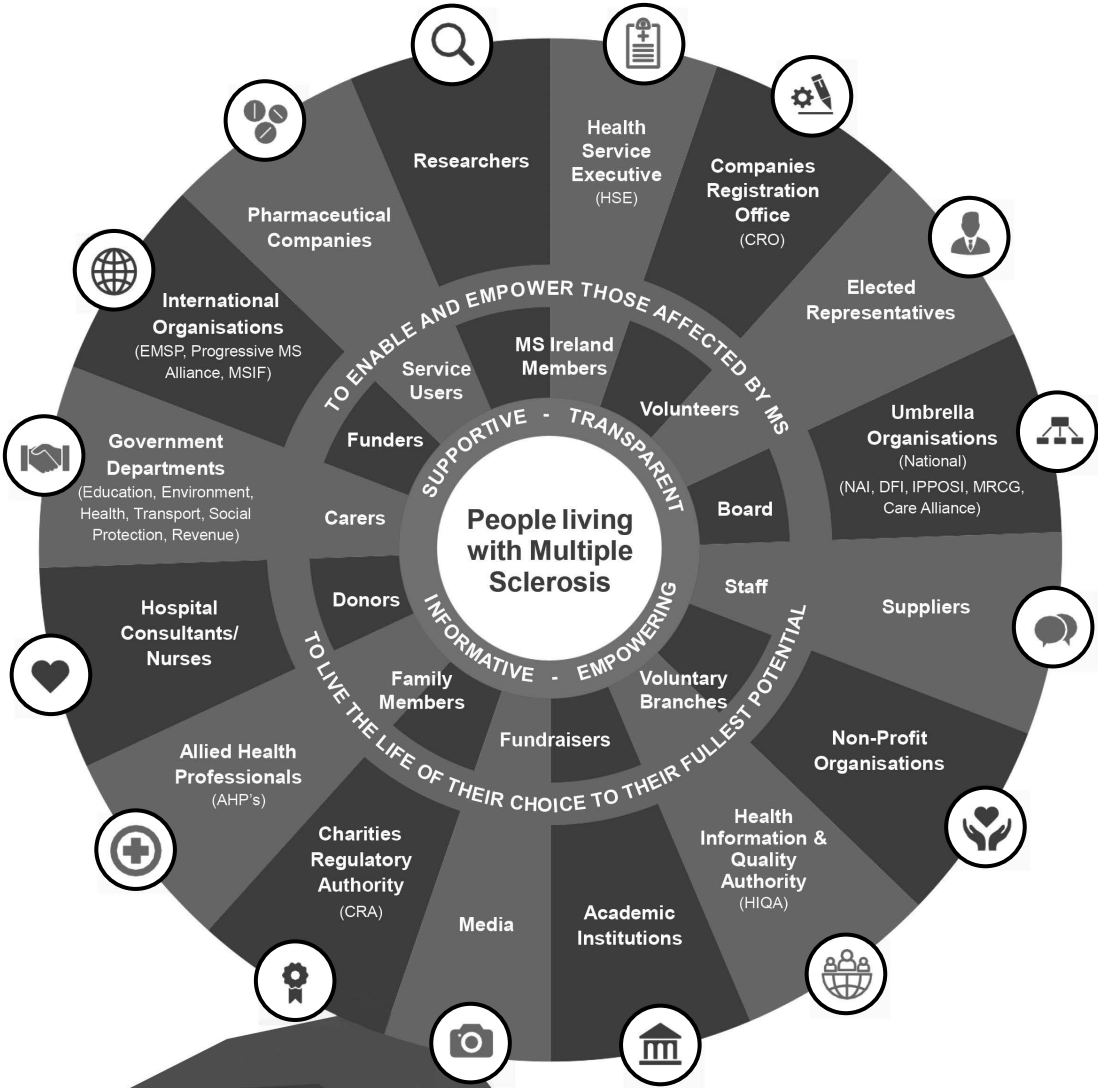 Researchers
Health
Service
Executive
(HSE)
Companies
Registration
Office
(CRO)
Elected
Representatives
Umbrella
Organisations
(National)
(NAI, DFI, IPPOSI, MRCG,
Care Alliance)
Suppliers
Non-Profit
Organisations
Health
Information &
Quality
Authority
(HIQA)
Academic
Institutions
Media
Charities
Regulatory
Authority
(CRA)
Allied Health
Professionals
(AHP's)
Hospital
Consultants/
Nurses
Government
Departments
(Education, Environment,
Health, Transport, Social
Protection, Revenue)
International
Organisations
(EMSP, Progressive MS
Alliance, MSIF)
Pharmaceutical
Companies
TO ENABLE AND EMPOWER THOSE AFFECTED BY MS
TO LIVE THE LIFE OF THEIR CHOICE TO THEIR FULLEST POTENTIAL
MS Ireland
Members
Volunteers
Board
Staff
Voluntary
Branches
Fundraisers
Family
Members
Donors
Carers
Funders
Service
Users
SUPPORTIVE - TRANSPARENT
INFORMATIVE - EMPOWERING
People living
with Multiple
Sclerosis